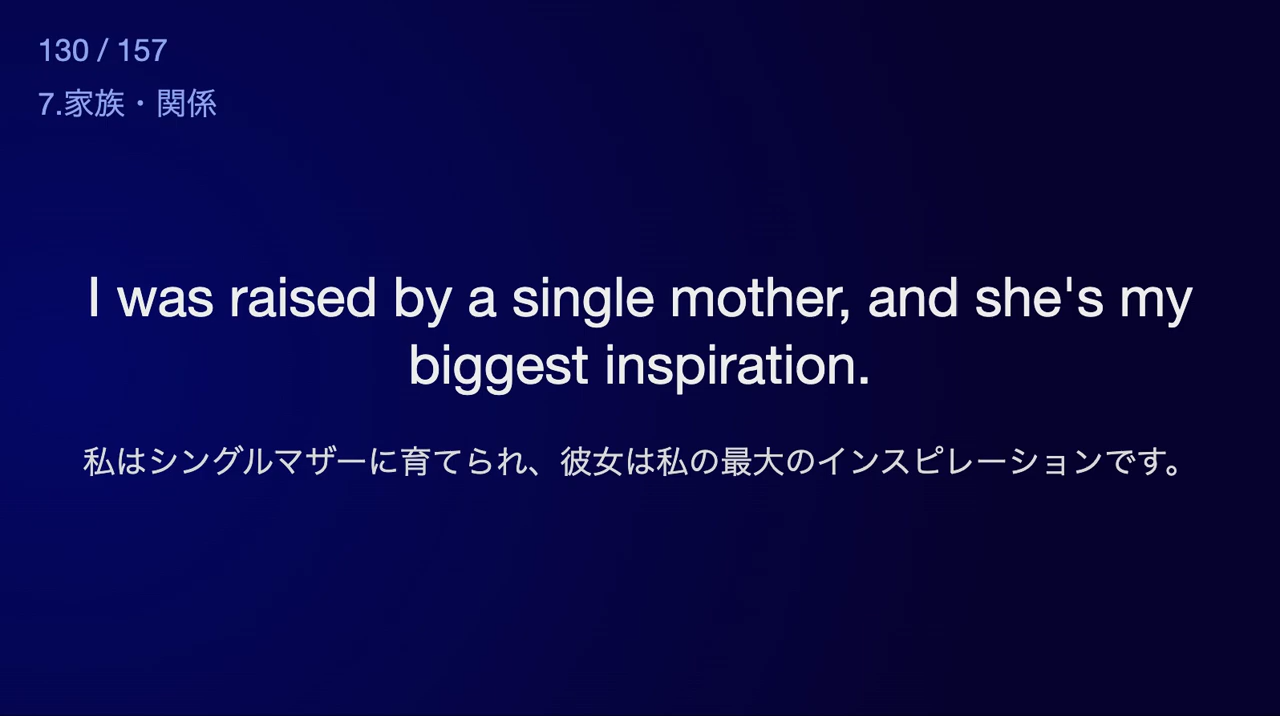 130 / 157
7.家族・関係
I was raised by a single mother, and she's my
biggest inspiration.
私はシングルマザーに育てられ、彼女は私の最大のインスピレーションです。